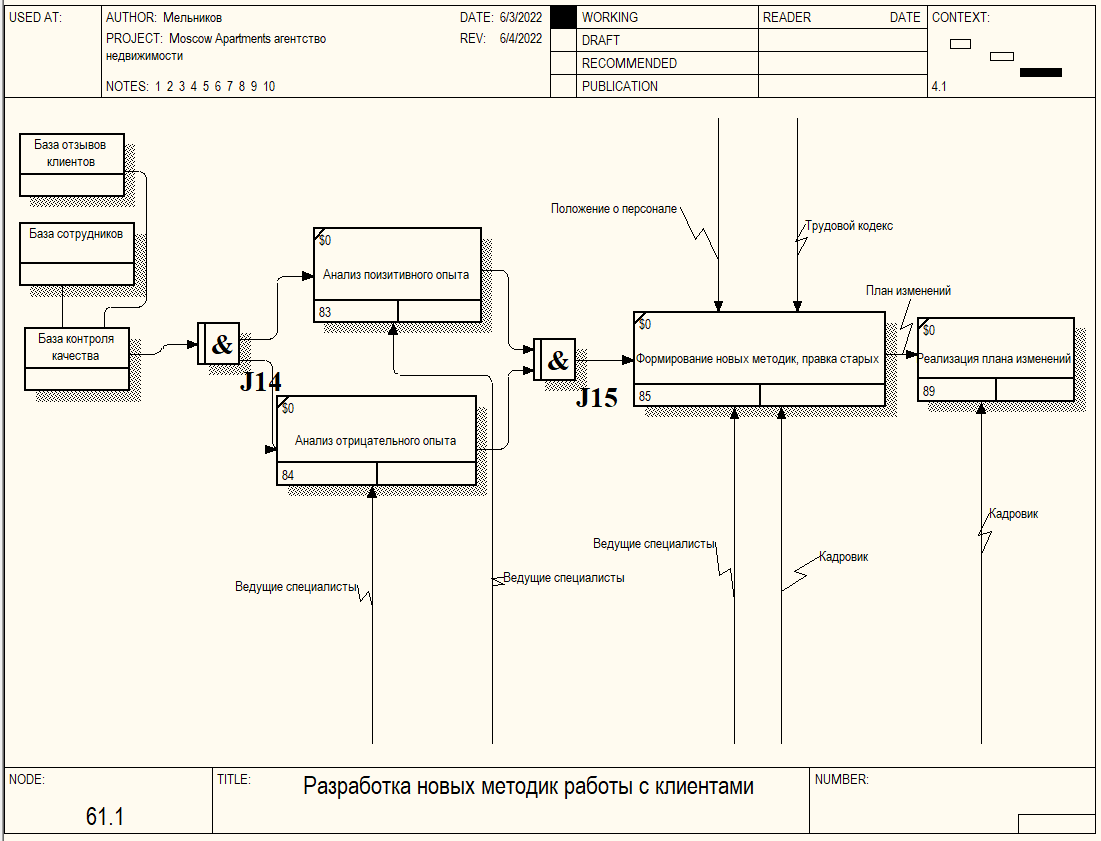 USED AT:
AUTHOR: Мельников
DATE: 6/3/2022
PROJECT: Moscow Apartments агентство
недвижимости
REV: 6/4/2022
NOTES: 1 2 3 4 5 6 7 8 9 10
WORKING
DRAFT
RECOMMENDED
PUBLICATION
READER DATE
CONTEXT:
4.1
База отзывов
клиентов
База сотрудников
База контроля
качества
&
J14
$0
Анализ поизитивного опыта
83
$0
Анализ отрицательного опыта
84
&
J15
Положение о персонале
Трудовой кодекс
$0
Формирование новых методик, правка старых
85
План изменений
$0
Реализация плана изменений
89
Ведущие специалисты
Ведущие специалисты
Ведущие специалисты
Кадровик
Кадровик
NODE:
61.1
TITLE:
Разработка новых методик работы с клиентами
NUMBER: